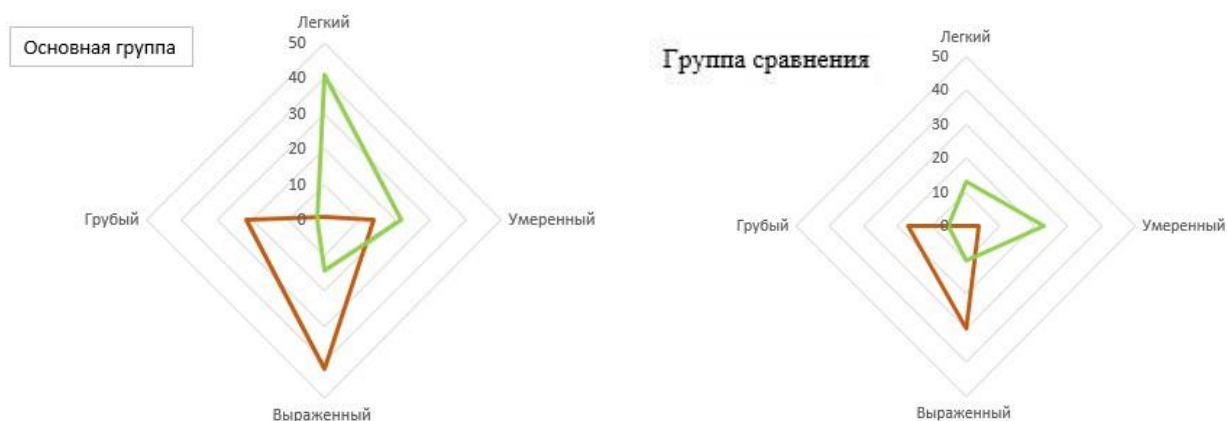 Основная группа
Легкий
50
40
30
20
10
0
Грубый
Умеренный
Выраженный
Группа сравнения
Легкий
50
40
30
20
10
0
Грубый
Умеренный
Выраженный